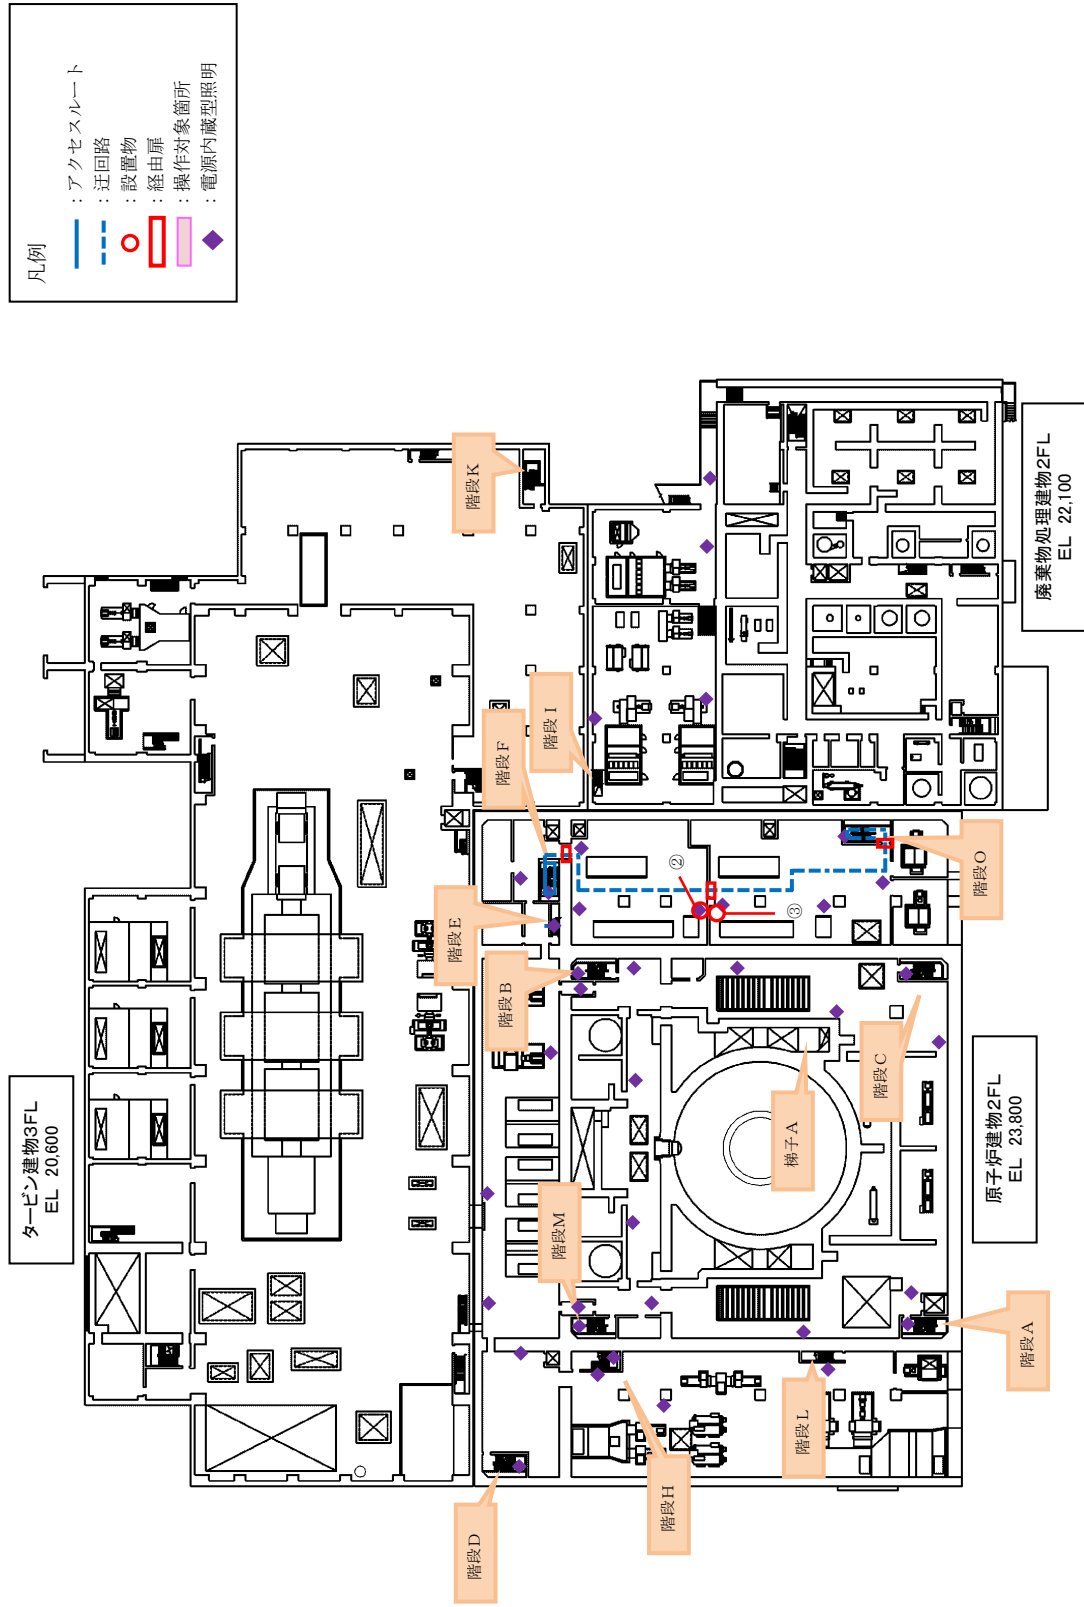 凡例
：アクセスルート
：迂回路
：設置物
：経由扉
：操作対象箇所
：電源内蔵型照明
タービン建物3FL
EL 20,600
廃棄物処理建物2FL
EL 22,100
原子炉建物2FL
EL 23,800
階段K
階段I
階段F
階段E
階段B
階段M
階段D
階段H
階段L
階段A
階段C
階段O
梯子A
②
③